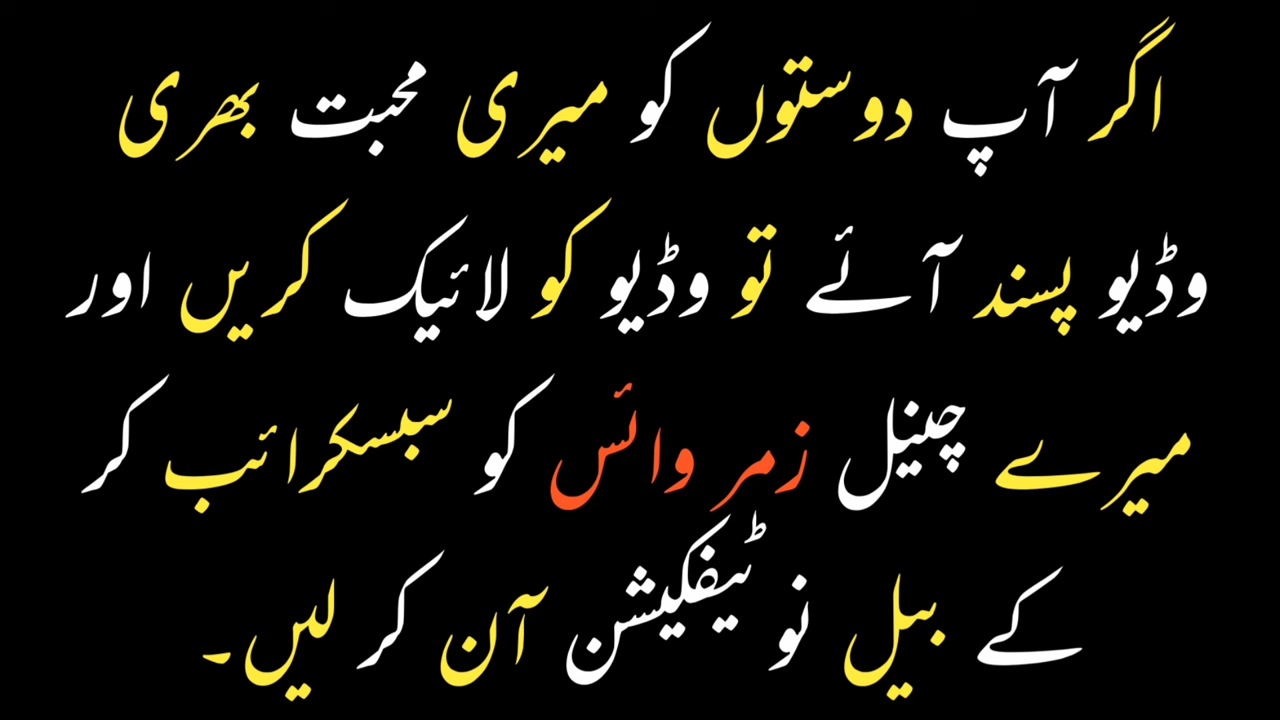 اگر آپ دوستوں کو میری محبت بھری
وڈیو پسند آئے تو وڈیو کو لائیک کریں اور
میرے چینل زمر وائس کو سبسکرائب کر
کے بیل نوٹیفکیشن آن کر لیں۔